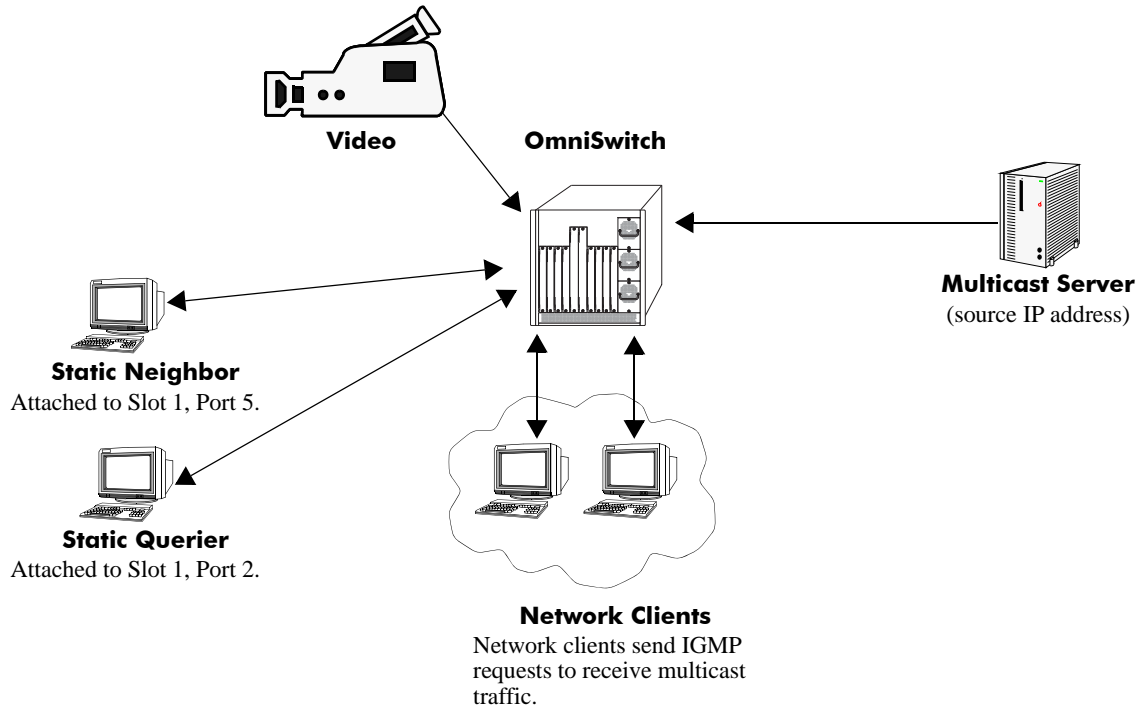 Video
OmniSwitch
Multicast Server
(source IP address)
Static Neighbor
Attached to Slot 1, Port 5.
Static Querier
Attached to Slot 1, Port 2.
Network Clients
Network clients send IGMP
requests to receive multicast
traffic.